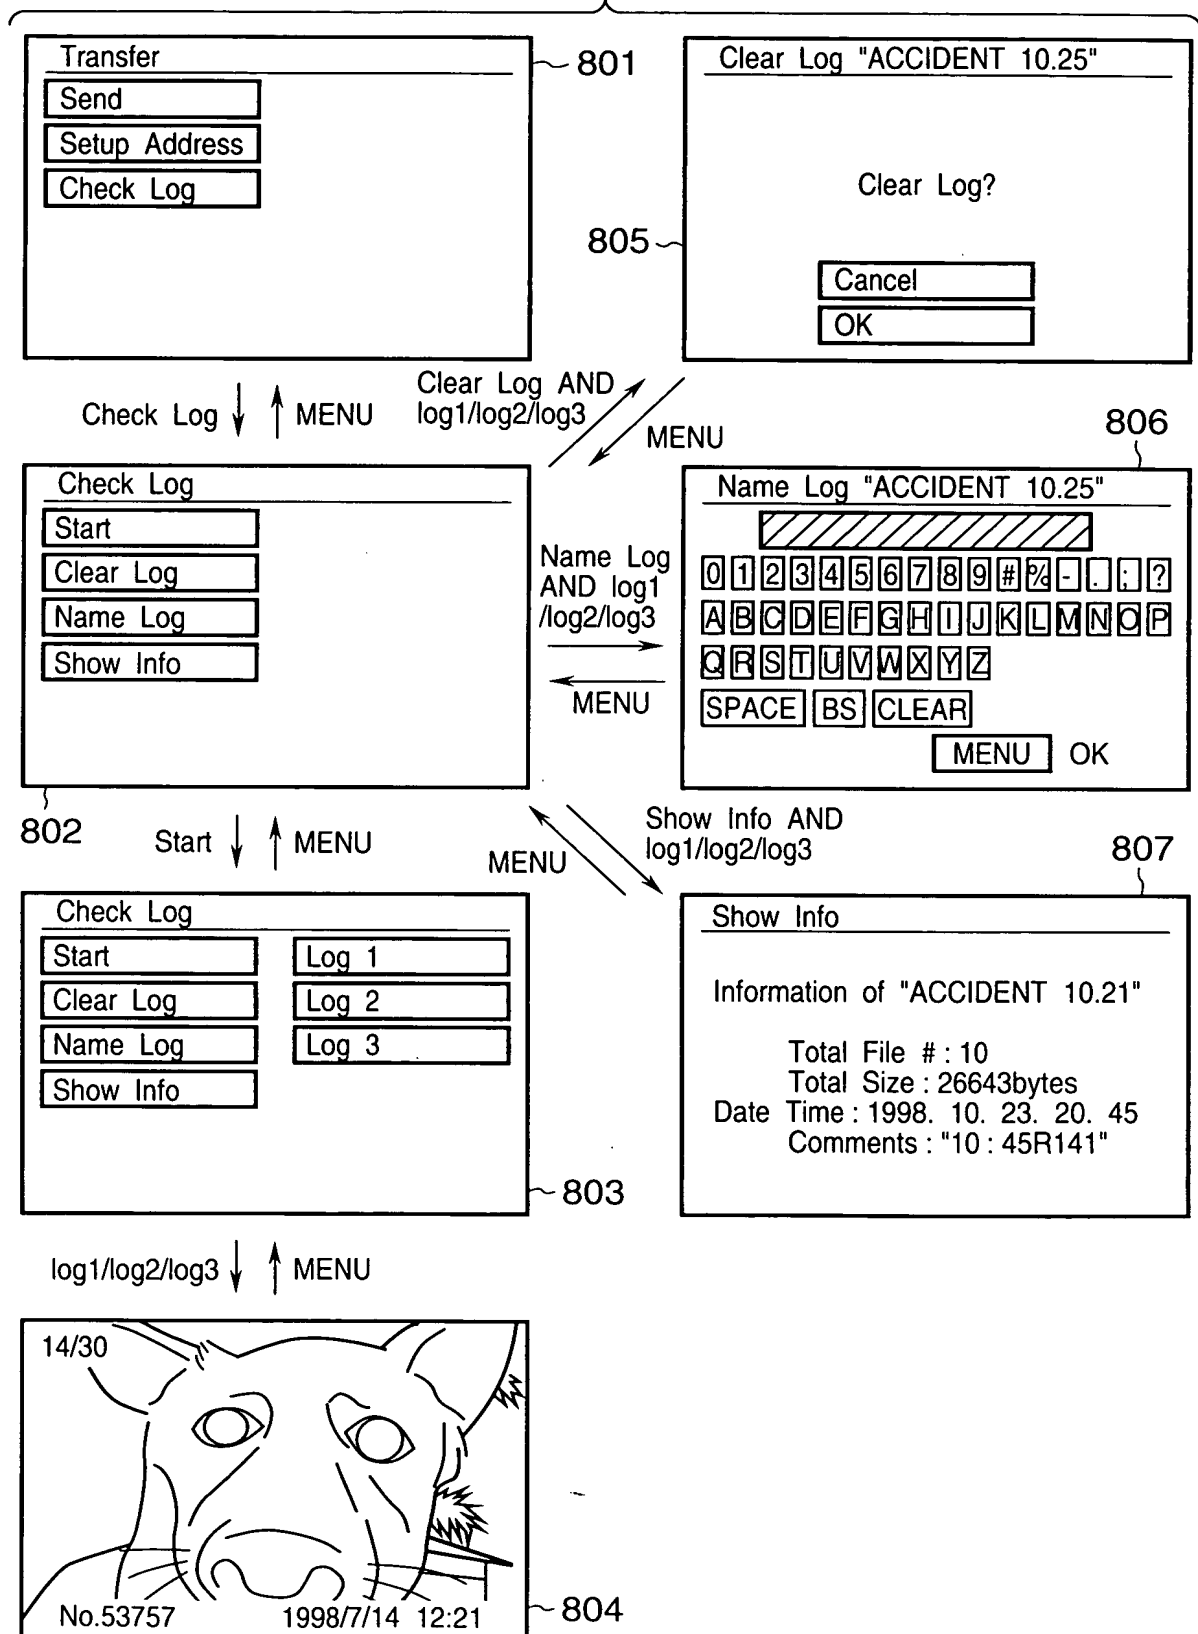 Transfer
Send
Setup Address
Check Log
801
Clear Log "ACCIDENT 10.25"
Clear Log?
Cancel
OK
805
Check Log
MENU
Clear Log AND
log1/log2/log3
MENU
Check Log
Start
Clear Log
Name Log
Show Info
802
Name Log
AND log1
/log2/log3
MENU
806
Name Log "ACCIDENT 10.25"
0 1 2 3 4 5 6 7 8 9 # % - . ; ?
A B C D E F G H I J K L M N O P
Q R S T U V W X Y Z
SPACE BS CLEAR
MENU OK
Start
MENU
MENU
Show Info AND
log1/log2/log3
807
Check Log
Start
Clear Log
Name Log
Show Info
Log 1
Log 2
Log 3
803
Show Info
Information of "ACCIDENT 10.21"
Total File # : 10
Total Size : 26643bytes
Date Time : 1998. 10. 23. 20. 45
Comments : "10 : 45R141"
log1/log2/log3
MENU
14/30
No.53757
1998/7/14 12:21
804